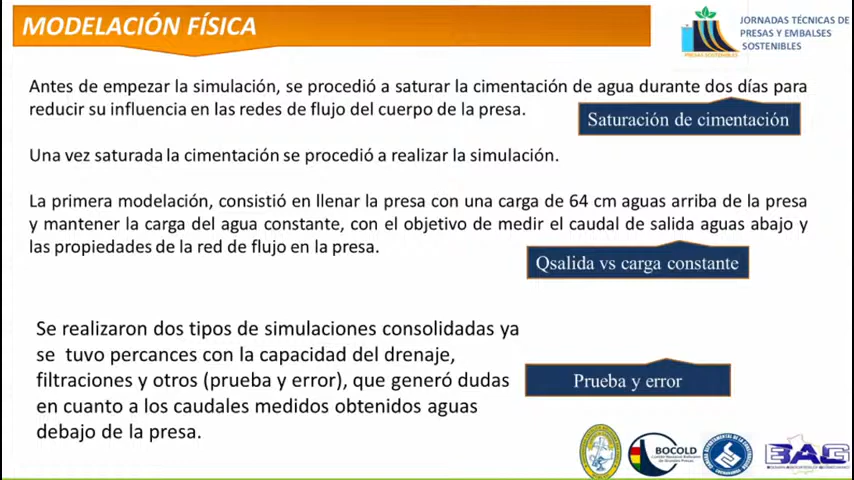 MODELACIÓN FÍSICA
JORNADAS TÉCNICAS DE
PRESAS Y EMBALSES
SOSTENIBLES
PRESAS SOSTENIBLES
Antes de empezar la simulación, se procedió a saturar la cimentación de agua durante dos días para
reducir su influencia en las redes de flujo del cuerpo de la presa.
Saturación de cimentación
Una vez saturada la cimentación se procedió a realizar la simulación.
La primera modelación, consistió en llenar la presa con una carga de 64 cm aguas arriba de la presa
y mantener la carga del agua constante, con el objetivo de medir el caudal de salida aguas abajo y
las propiedades de la red de flujo en la presa.
Qsalida vs carga constante
Se realizaron dos tipos de simulaciones consolidadas ya
se tuvo percances con la capacidad del drenaje,
filtraciones y otros (prueba y error), que generó dudas
en cuanto a los caudales medidos obtenidos aguas
debajo de la presa.
Prueba y error
BOCOLD
BAG